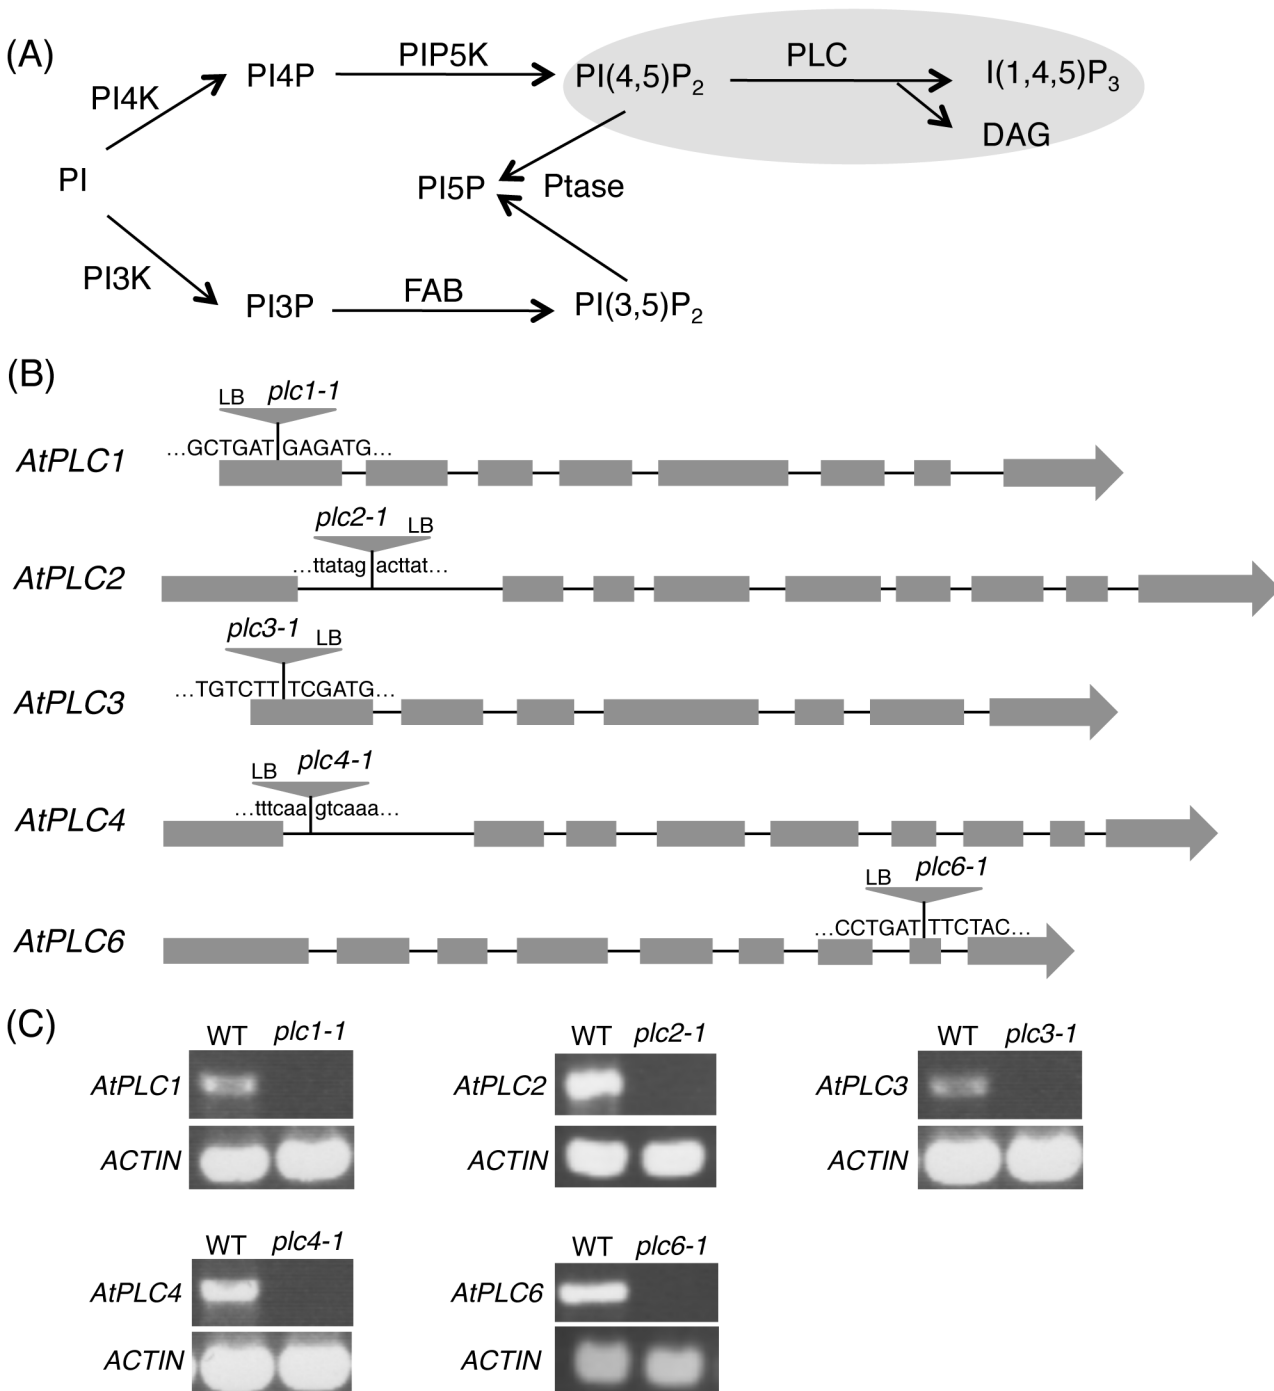 (A)
PI4K PI4P PIP5K PI(4,5)P2 PLC I(1,4,5)P3
DAG
PI PI5P Ptase
PI3K PI3P FAB PI(3,5)P2
(B)
LB plc1-1
...GCTGAT GAGATG...
AtPLC1
plc2-1 LB
...ttatag acttat...
AtPLC2
plc3-1 LB
...TGTCTT TCGATG...
AtPLC3
LB plc4-1
...tttcaa gtcaaa...
AtPLC4
LB plc6-1
...CCTGAT TTCTAC...
AtPLC6
(C)
WT plc1-1 WT plc2-1 WT plc3-1
AtPLC1 AtPLC2 AtPLC3
ACTIN ACTIN ACTIN
WT plc4-1 WT plc6-1
AtPLC4 AtPLC6
ACTIN ACTIN